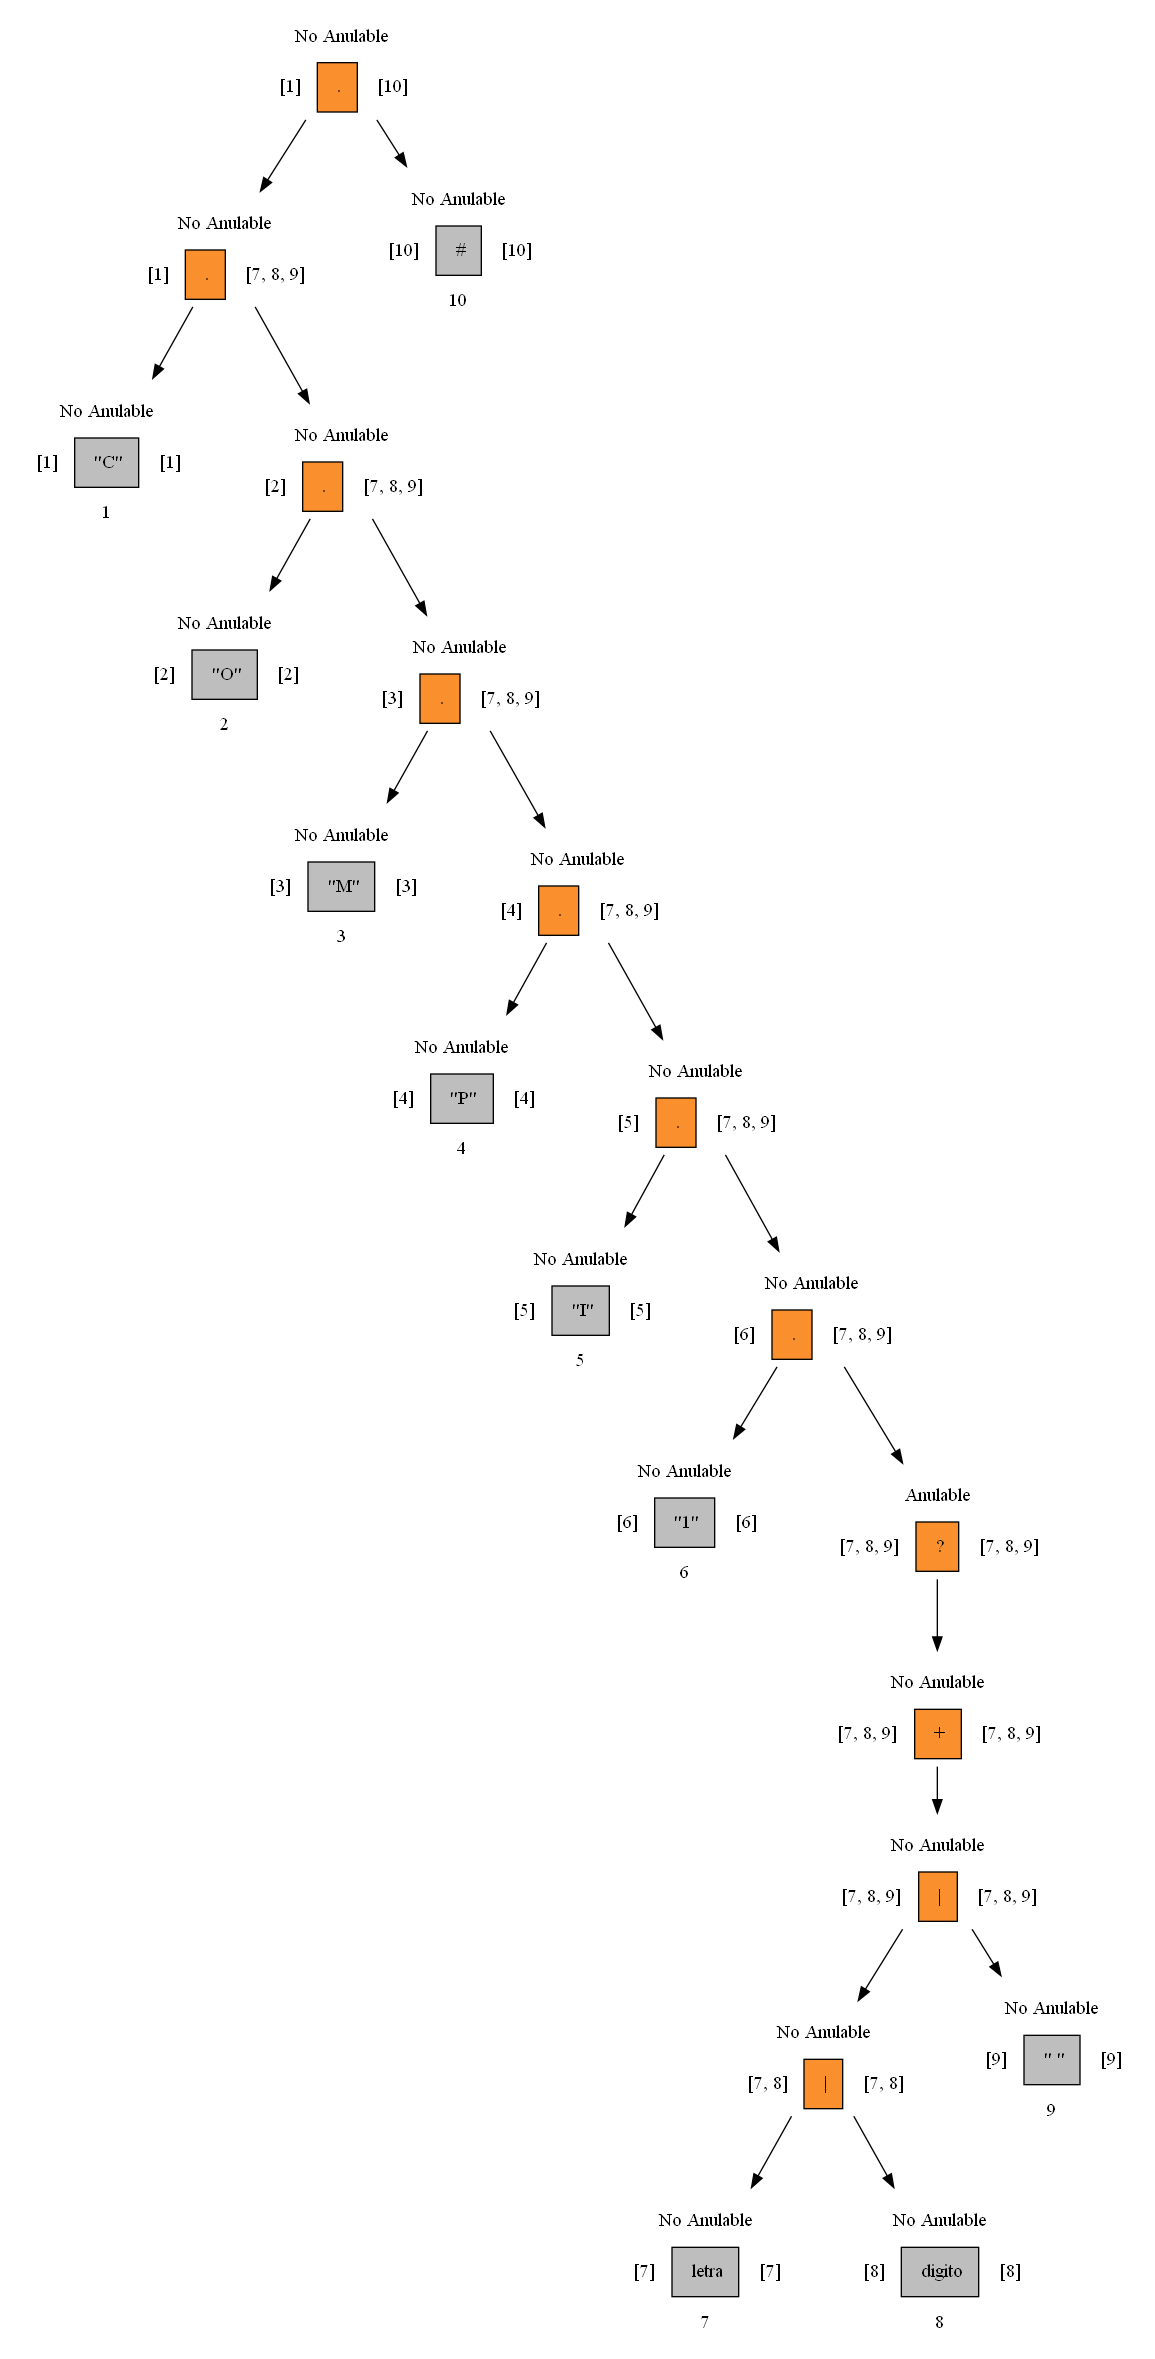 No Anulable
[1] . [10]
No Anulable
[10] # [10]
10
No Anulable
[1] . [7, 8, 9]
No Anulable
[1] "C" [1]
1
No Anulable
[2] . [7, 8, 9]
No Anulable
[2] "O" [2]
2
No Anulable
[3] . [7, 8, 9]
No Anulable
[3] "M" [3]
3
No Anulable
[4] . [7, 8, 9]
No Anulable
[4] "P" [4]
4
No Anulable
[5] . [7, 8, 9]
No Anulable
[5] "I" [5]
5
No Anulable
[6] . [7, 8, 9]
No Anulable
[6] "1" [6]
6
Anulable
[7, 8, 9] ? [7, 8, 9]
No Anulable
[7, 8, 9] + [7, 8, 9]
No Anulable
[7, 8, 9] | [7, 8, 9]
No Anulable
[9] " " [9]
9
No Anulable
[7, 8] | [7, 8]
No Anulable
[7] letra [7]
7
No Anulable
[8] digito [8]
8